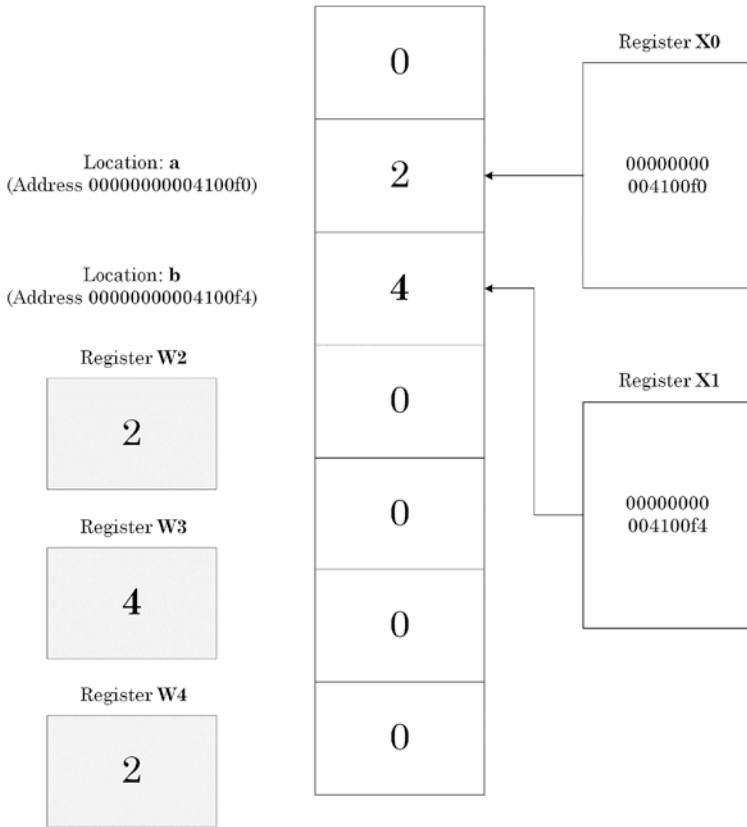 0
Register X0
Location: a
(Address 00000000004100f0)
2
00000000
004100f0
Location: b
(Address 00000000004100f4)
4
Register W2
2
0
Register X1
Register W3
4
0
00000000
004100f4
0
Register W4
2
0